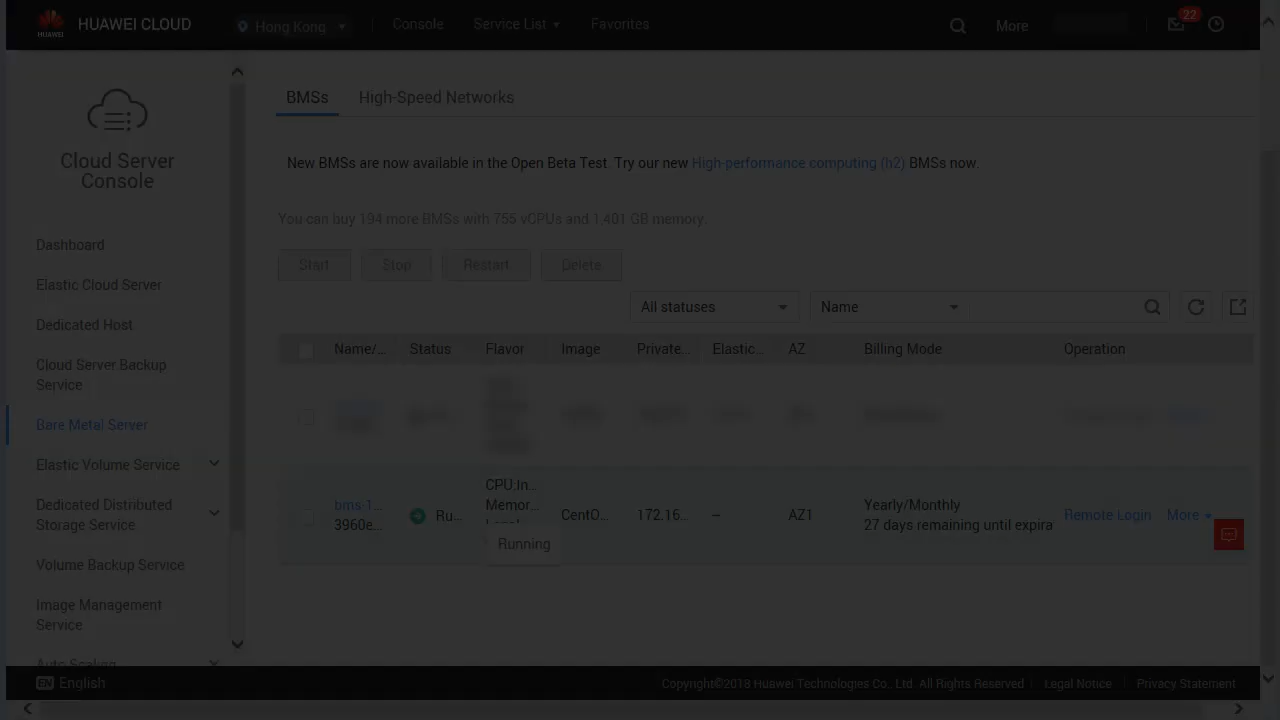 HUAWEI
HUAWEI CLOUD
Hong Kong
Console
Service List
Favorites
More
22
Cloud Server
Console
Dashboard
Elastic Cloud Server
Dedicated Host
Cloud Server Backup
Service
Bare Metal Server
Elastic Volume Service
Dedicated Distributed
Storage Service
Volume Backup Service
Image Management
Service
Auto Scaling
BMSs
High-Speed Networks
New BMSs are now available in the Open Beta Test. Try our new High-performance computing (h2) BMSs now.
You can buy 194 more BMSs with 755 vCPUs and 1,401 GB memory.
Start
Stop
Restart
Delete
All statuses
Name
Name/...
Status
Flavor
Image
Private...
Elastic...
AZ
Billing Mode
Operation
bms-1...
3960e...
Ru...
CPU:In...
Memor...
Local
CentO...
172.16...
--
AZ1
Yearly/Monthly
27 days remaining until expira
Remote Login
More
Running
EN English
Copyright©2018 Huawei Technologies Co., Ltd. All Rights Reserved
Legal Notice
Privacy Statement